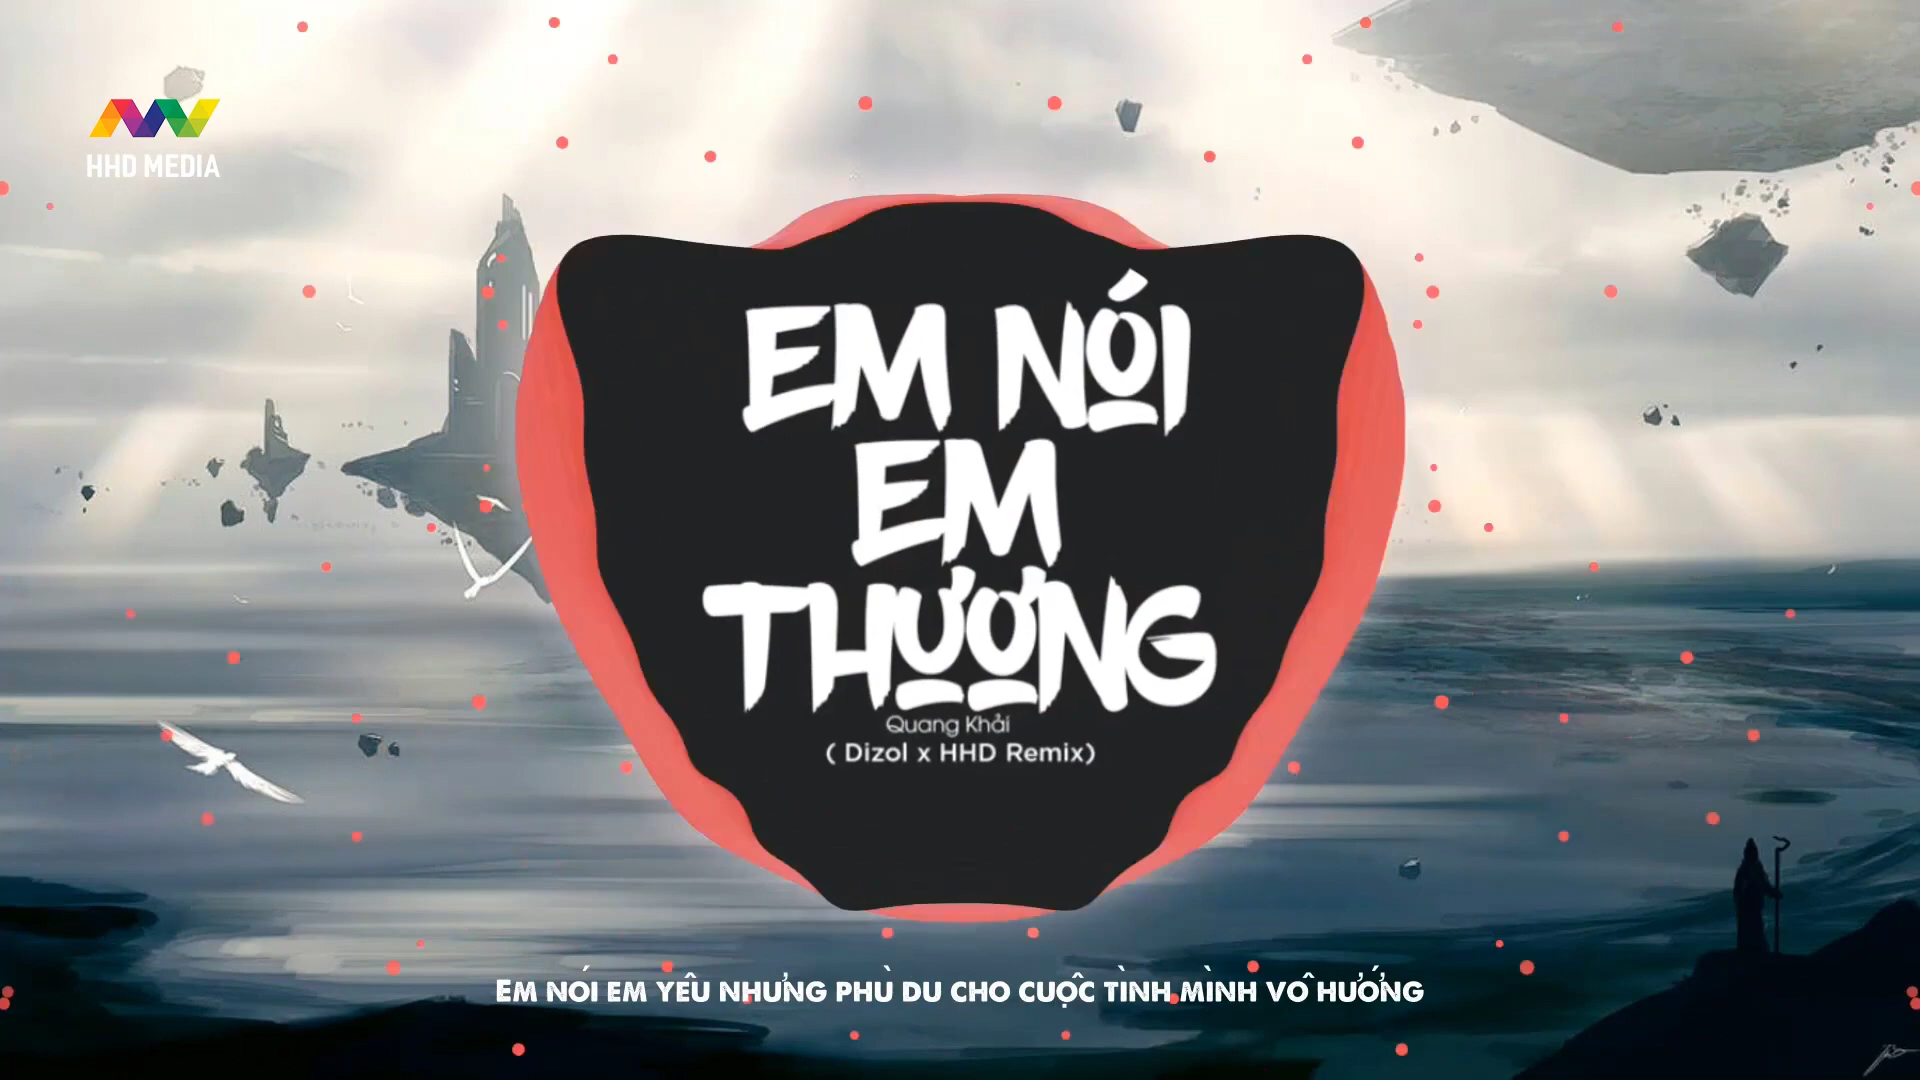 HHD MEDIA
EM NÓI
EM
THƯƠNG
Quang Khải
( Dizol x HHD Remix)
EM NÓI EM YÊU NHƯNG PHÙ DU CHO CUỘC TÌNH MÌNH VÔ HƯỚNG